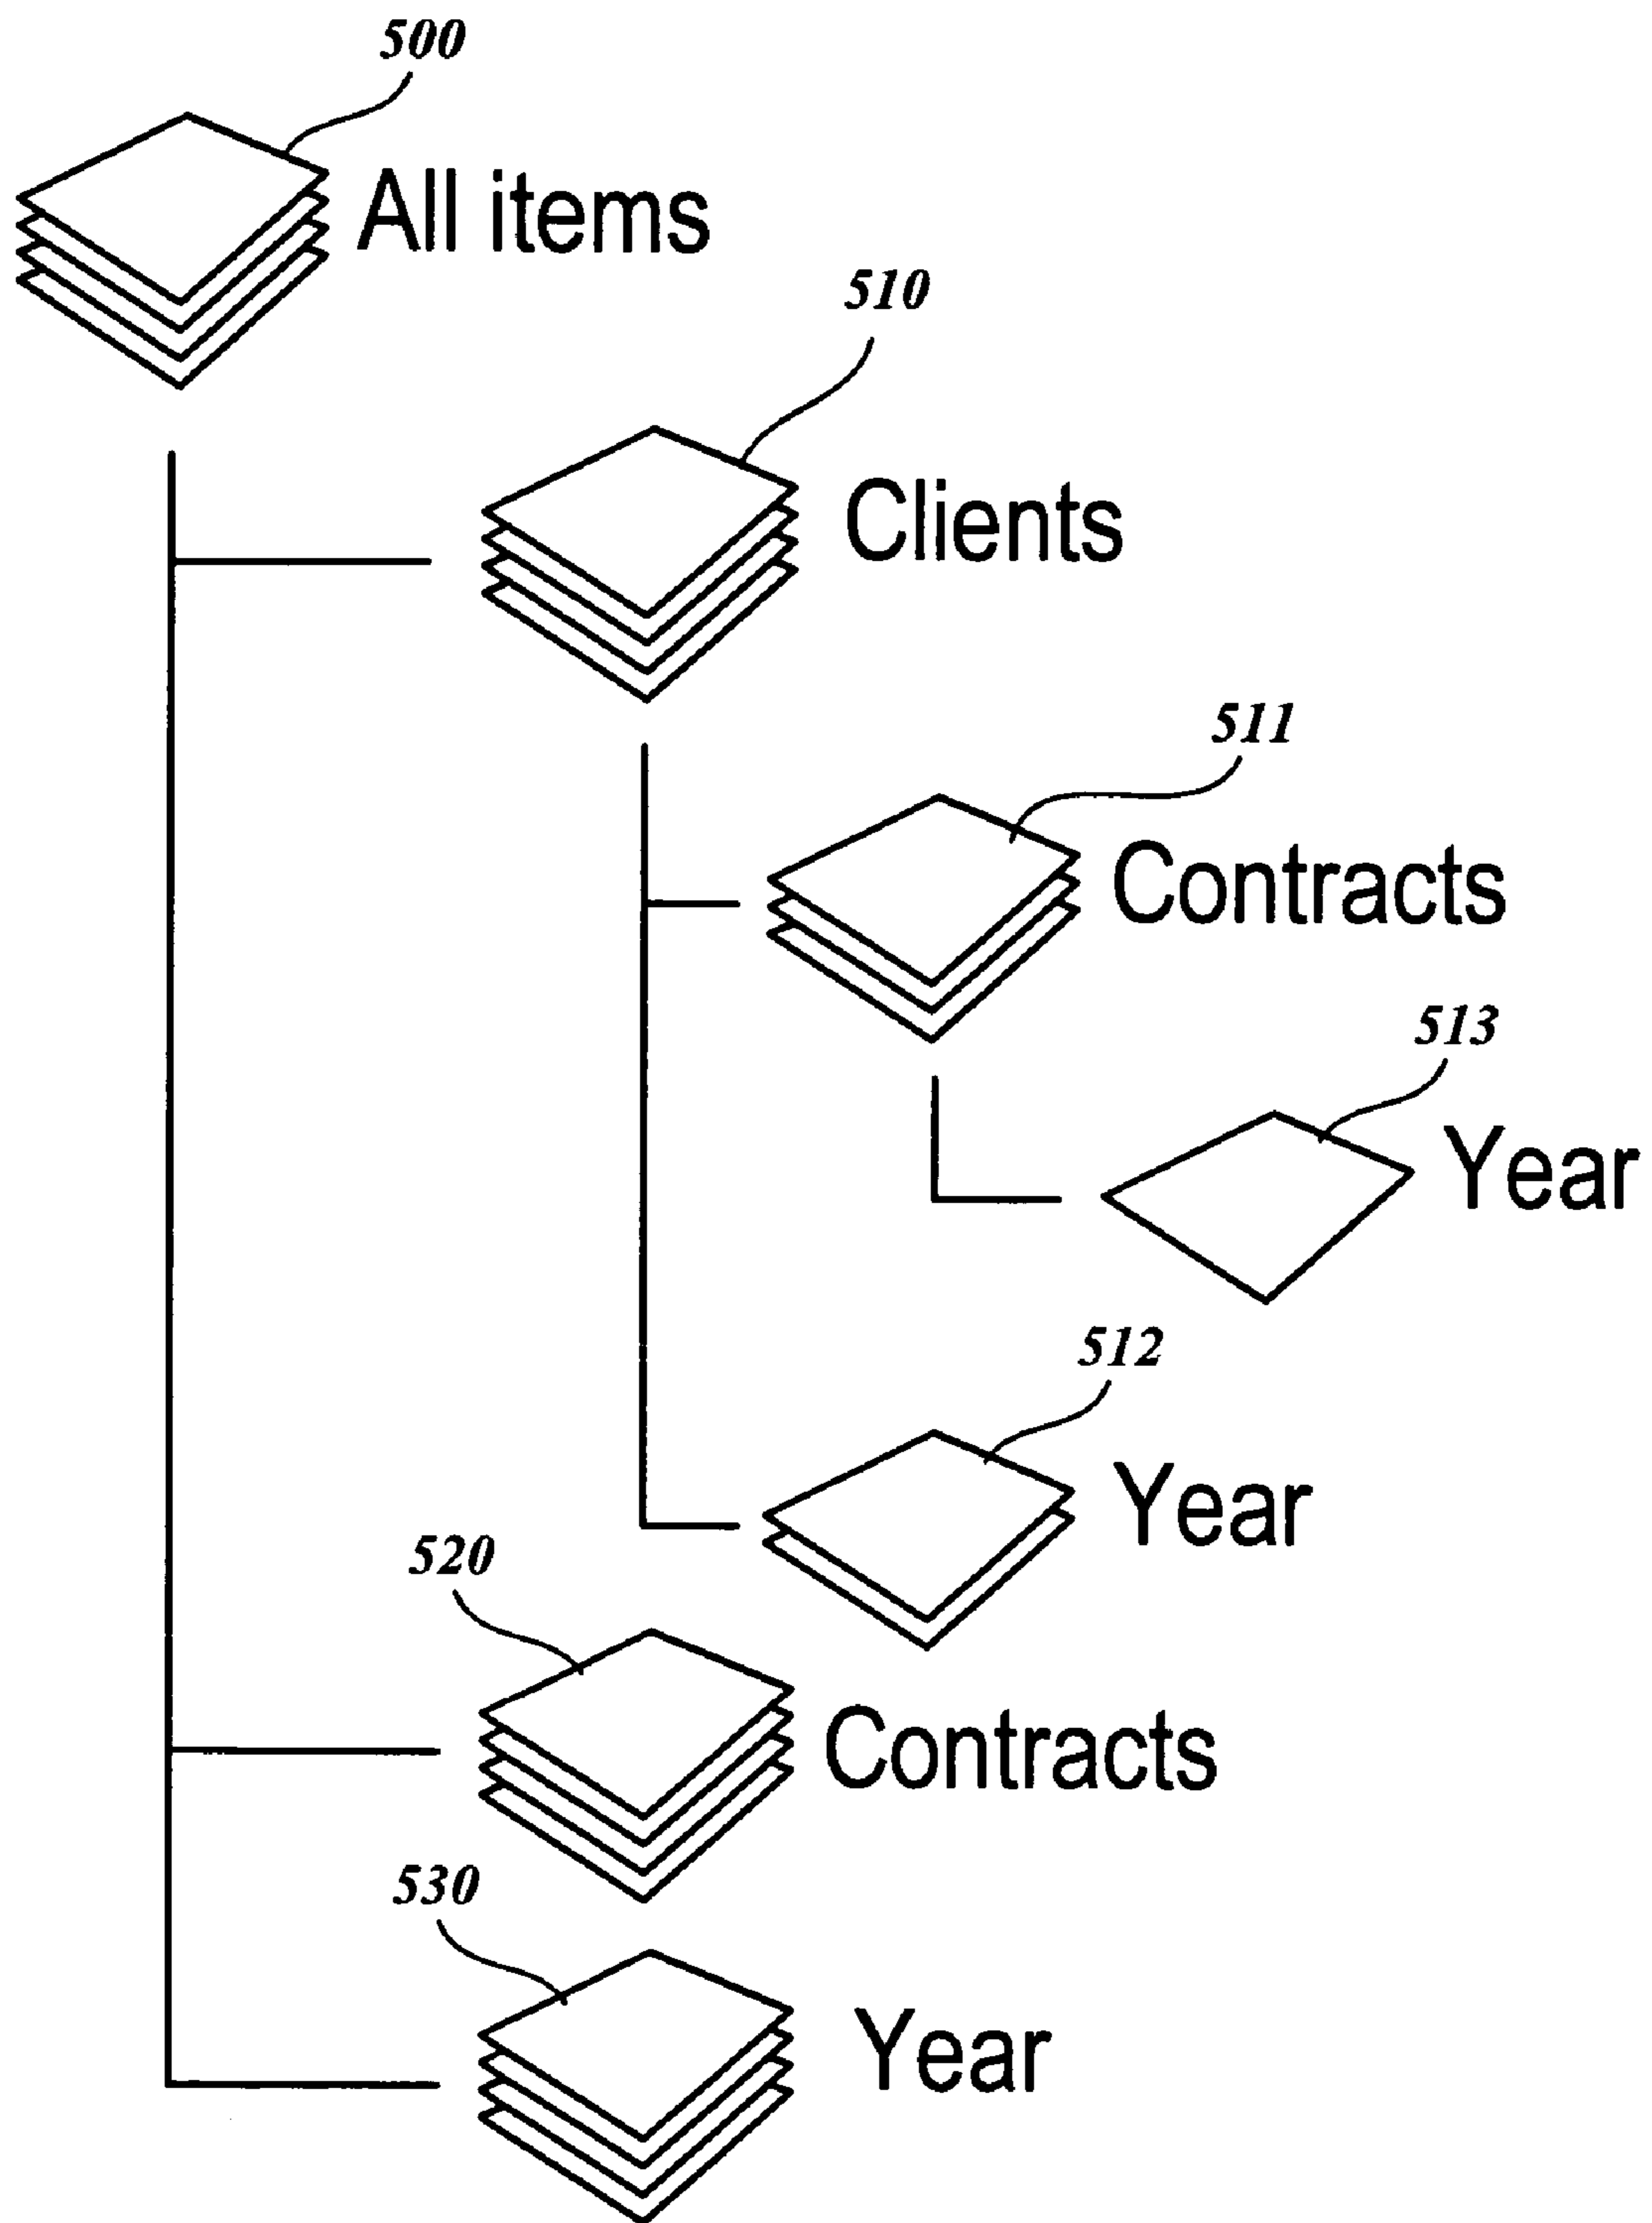 500
All items
510
Clients
511
Contracts
513
Year
512
Year
520
Contracts
530
Year